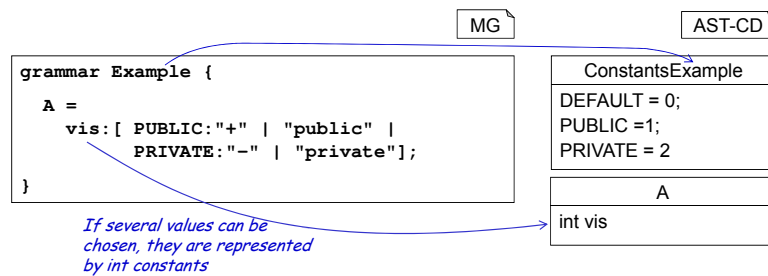 MG
AST-CD
grammar Example {
A =
vis:[ PUBLIC:"+" | "public" |
PRIVATE:"–" | "private"];
}
ConstantsExample
DEFAULT = 0;
PUBLIC =1;
PRIVATE = 2
A
int vis
If several values can be
chosen, they are represented
by int constants